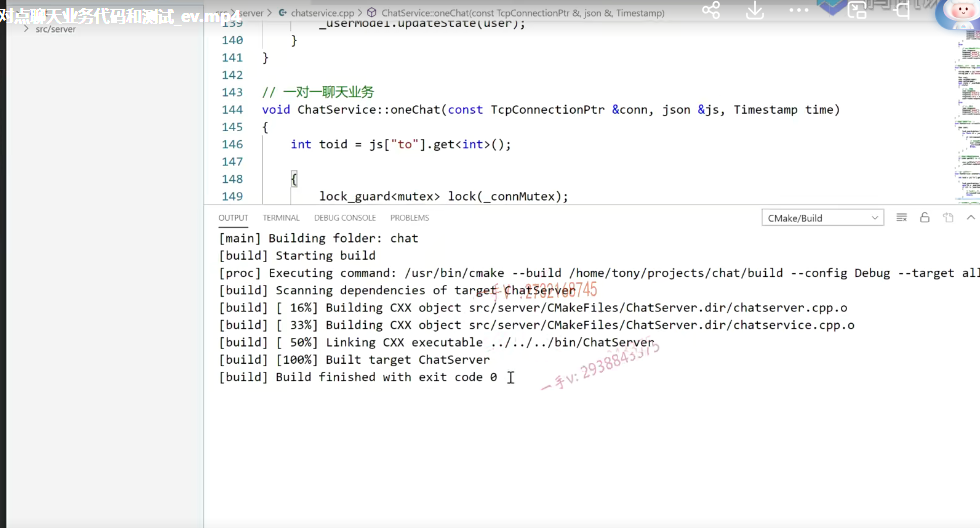 对点聊天业务代码和测试_ev.mp4
server > chatservice.cpp > ChatService::oneChat(const TcpConnectionPtr &, json &, Timestamp)
src/server
139 _userModel.updateState(user);
140 }
141 }
142
143 // 一对一聊天业务
144 void ChatService::oneChat(const TcpConnectionPtr &conn, json &js, Timestamp time)
145 {
146 int toid = js["to"].get<int>();
147
148 {
149 lock_guard<mutex> lock(_connMutex);
OUTPUT TERMINAL DEBUG CONSOLE PROBLEMS CMake/Build
[main] Building folder: chat
[build] Starting build
[proc] Executing command: /usr/bin/cmake --build /home/tony/projects/chat/build --config Debug --target all
[build] Scanning dependencies of target ChatServer
[build] [ 16%] Building CXX object src/server/CMakeFiles/ChatServer.dir/chatserver.cpp.o
[build] [ 33%] Building CXX object src/server/CMakeFiles/ChatServer.dir/chatservice.cpp.o
[build] [ 50%] Linking CXX executable ../../../bin/ChatServer
[build] [100%] Built target ChatServer
[build] Build finished with exit code 0
一手v: 2938843375